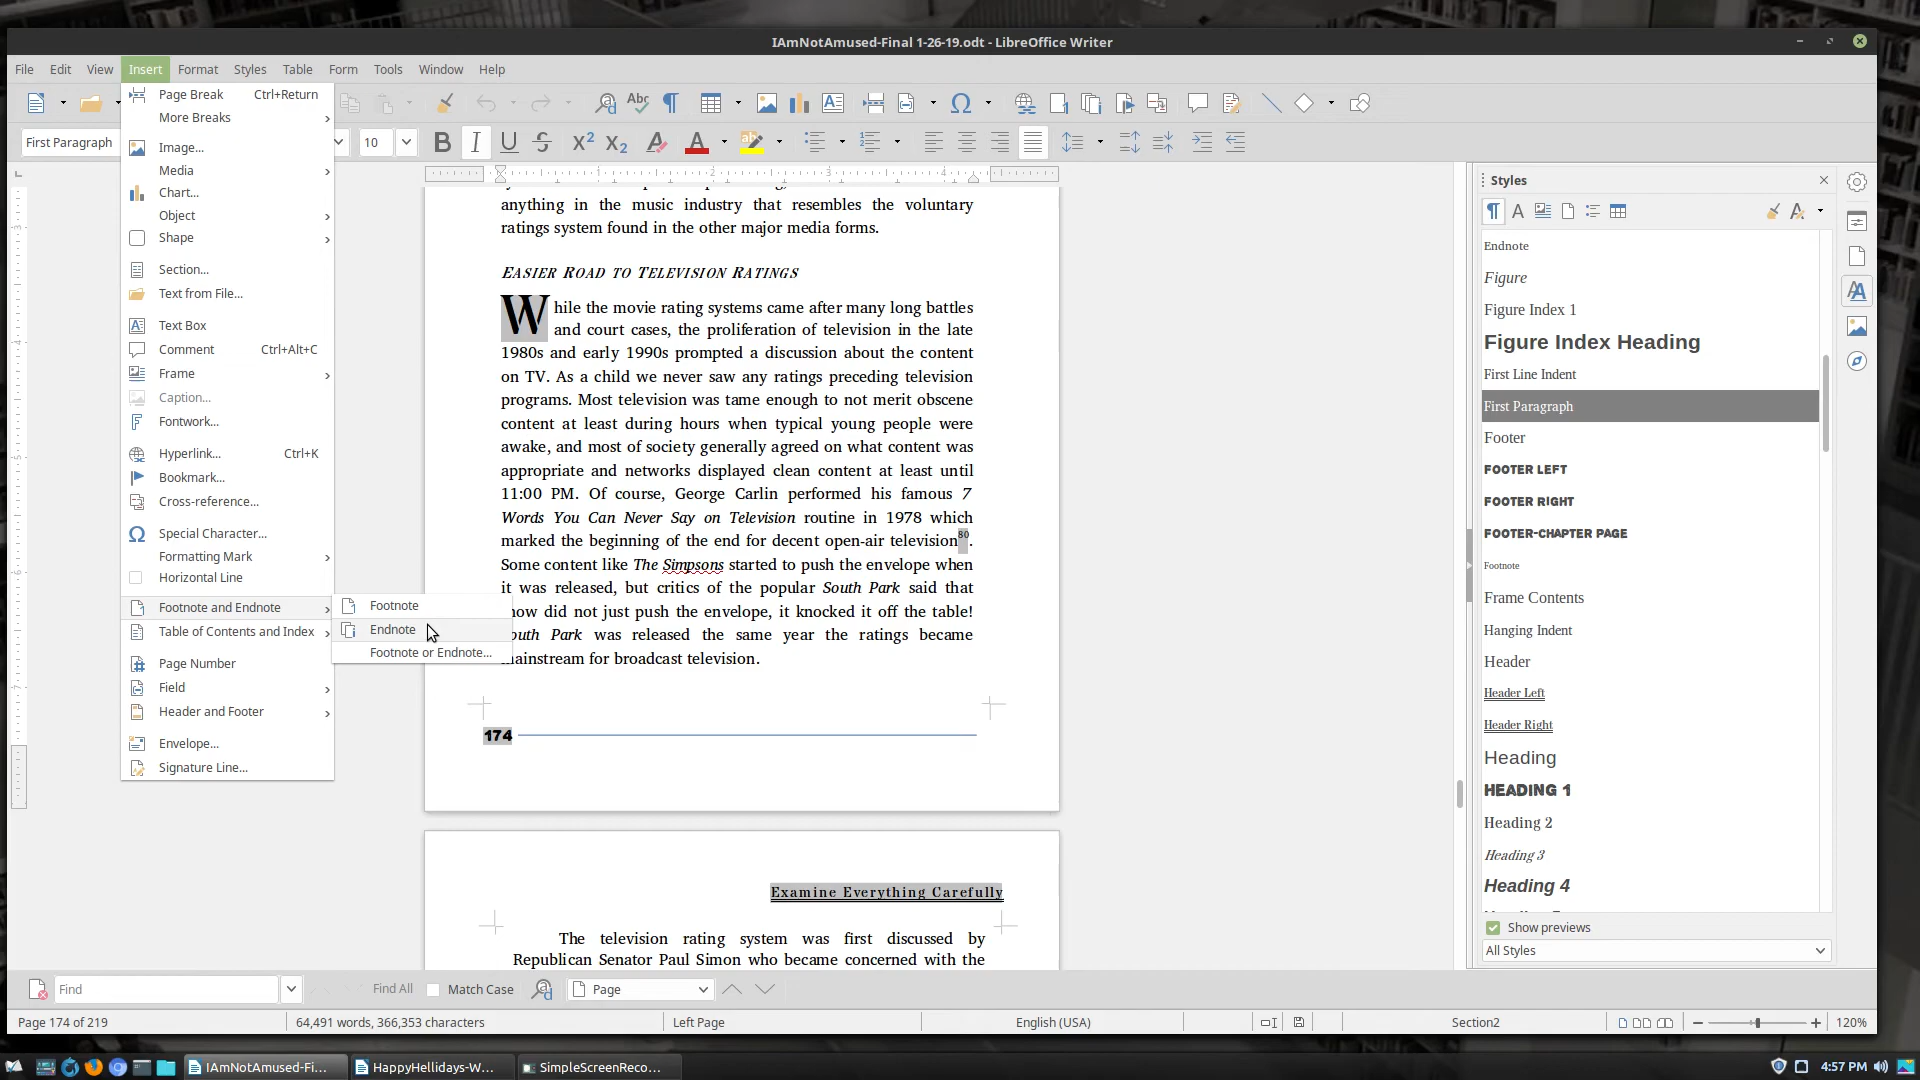 IAmNotAmused-Final 1-26-19.odt - LibreOffice Writer
File Edit View Insert Format Styles Table Form Tools Window Help
First Paragraph
10
Page Break Ctrl+Return
More Breaks
Image...
Media
Chart...
Object
Shape
Section...
Text from File...
Text Box
Comment Ctrl+Alt+C
Frame
Caption...
Fontwork...
Hyperlink... Ctrl+K
Bookmark...
Cross-reference...
Special Character...
Formatting Mark
Horizontal Line
Footnote and Endnote
Table of Contents and Index
Page Number
Field
Header and Footer
Envelope...
Signature Line...
Footnote
Endnote
Footnote or Endnote...
anything in the music industry that resembles the voluntary
ratings system found in the other major media forms.
Easier Road to Television Ratings
While the movie rating systems came after many long battles
and court cases, the proliferation of television in the late
1980s and early 1990s prompted a discussion about the content
on TV. As a child we never saw any ratings preceding television
programs. Most television was tame enough to not merit obscene
content at least during hours when typical young people were
awake, and most of society generally agreed on what content was
appropriate and networks displayed clean content at least until
11:00 PM. Of course, George Carlin performed his famous 7
Words You Can Never Say on Television routine in 1978 which
marked the beginning of the end for decent open-air television80.
Some content like The Simpsons started to push the envelope when
it was released, but critics of the popular South Park said that
how did not just push the envelope, it knocked it off the table!
outh Park was released the same year the ratings became
mainstream for broadcast television.
174
Examine Everything Carefully
The television rating system was first discussed by
Republican Senator Paul Simon who became concerned with the
Styles
Endnote
Figure
Figure Index 1
Figure Index Heading
First Line Indent
First Paragraph
Footer
FOOTER LEFT
FOOTER RIGHT
FOOTER-CHAPTER PAGE
Footnote
Frame Contents
Hanging Indent
Header
Header Left
Header Right
Heading
HEADING 1
Heading 2
Heading 3
Heading 4
Show previews
All Styles
Find Find All Match Case Page
Page 174 of 219 64,491 words, 366,353 characters Left Page English (USA) Section2 120%
IAmNotAmused-Fi... HappyHellidays-W... SimpleScreenReco... 4:57 PM